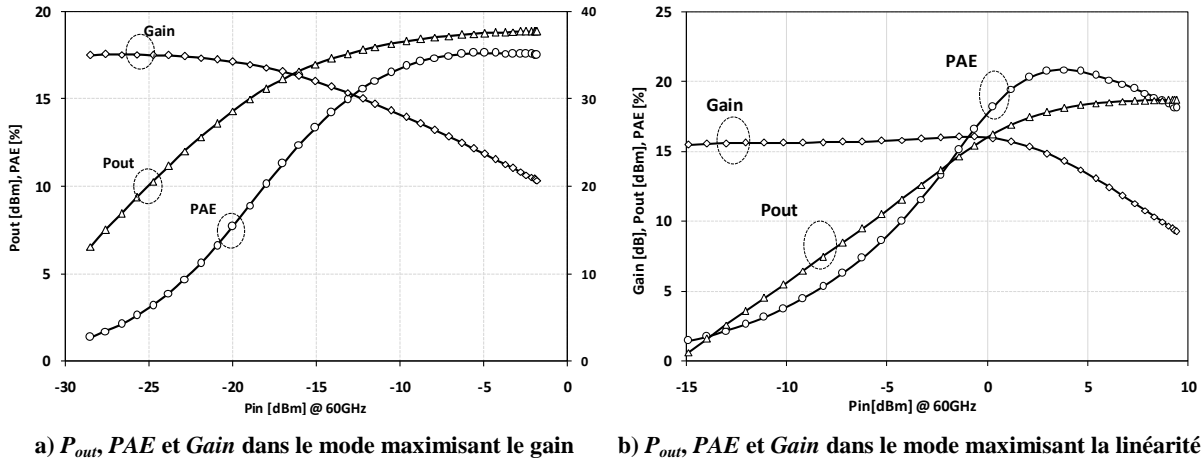 20
15
10
5
0
40
30
20
10
0
-30
-25
-20
-15
-10
-5
0
Pout [dBm], PAE [%]
Pin [dBm] @ 60GHz
Gain
Pout
PAE
25
20
15
10
5
0
-15
-10
-5
0
5
10
Gain [dB], Pout [dBm], PAE [%]
Pin[dBm] @ 60GHz
PAE
Gain
Pout
a) Pout, PAE et Gain dans le mode maximisant le gain
b) Pout, PAE et Gain dans le mode maximisant la linéarité